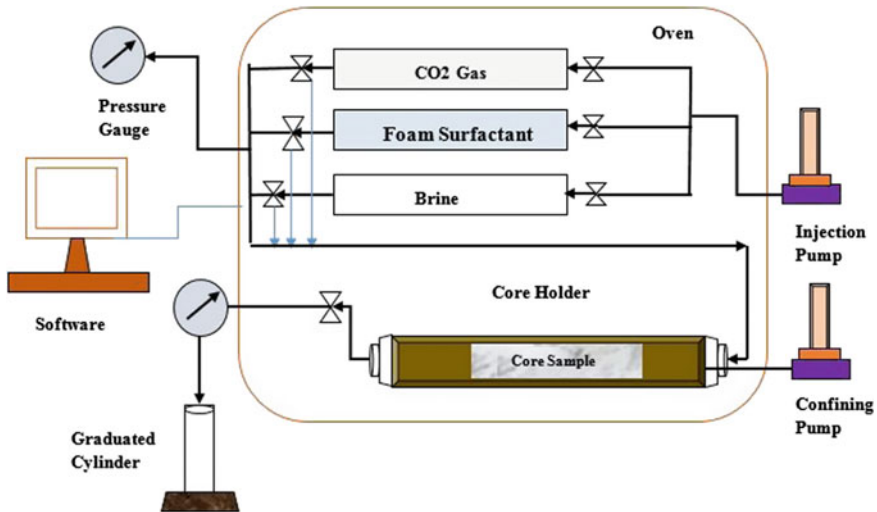 Oven
CO2 Gas
Pressure
Gauge
Foam Surfactant
Brine
Injection
Pump
Core Holder
Software
Core Sample
Confining
Pump
Graduated
Cylinder